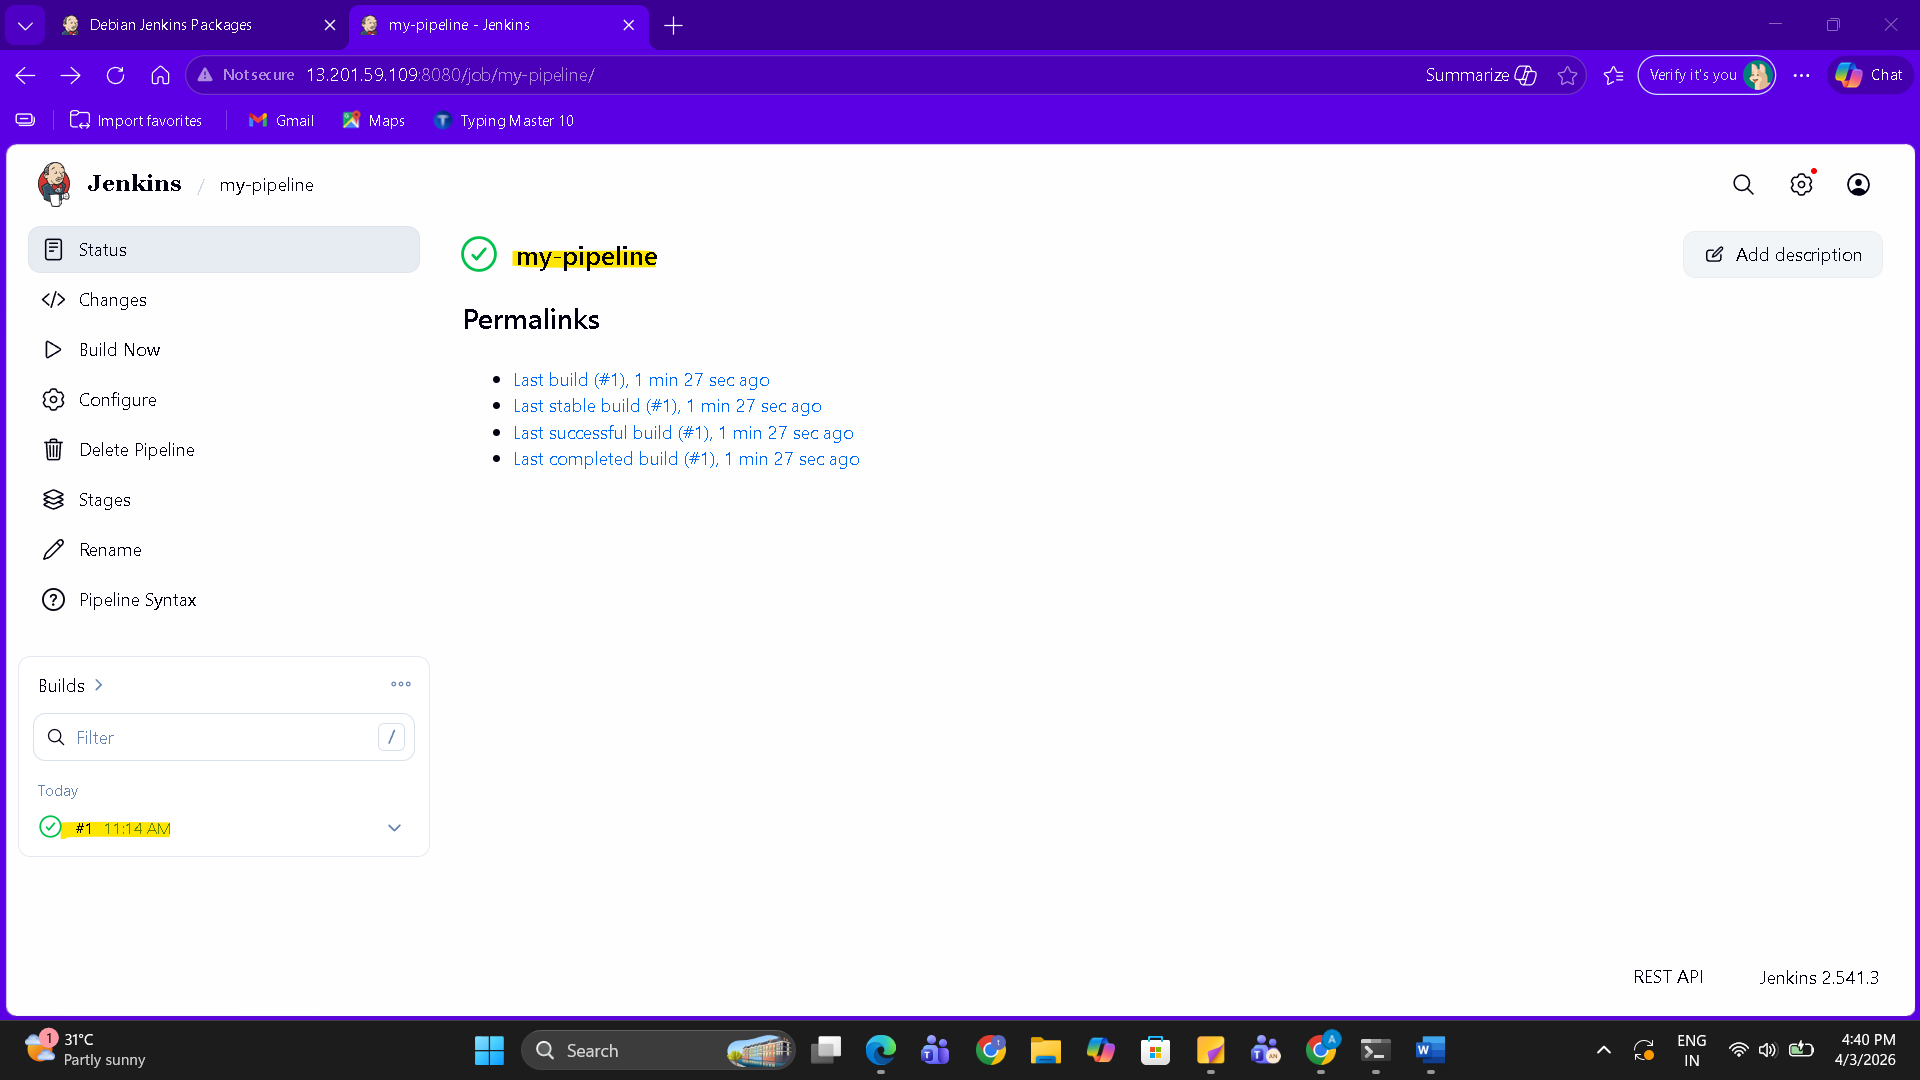 Debian Jenkins Packages
my-pipeline - Jenkins
Not secure 13.201.59.109:8080/job/my-pipeline/
Summarize
Verify it's you
Chat
Import favorites
Gmail
Maps
Typing Master 10
Jenkins / my-pipeline
Status
Changes
Build Now
Configure
Delete Pipeline
Stages
Rename
Pipeline Syntax
Builds
Filter /
Today
#1 11:14 AM
my-pipeline
Add description
Permalinks
Last build (#1), 1 min 27 sec ago
Last stable build (#1), 1 min 27 sec ago
Last successful build (#1), 1 min 27 sec ago
Last completed build (#1), 1 min 27 sec ago
REST API
Jenkins 2.541.3
1
31°C
Partly sunny
Search
ENG
IN
4:40 PM
4/3/2026